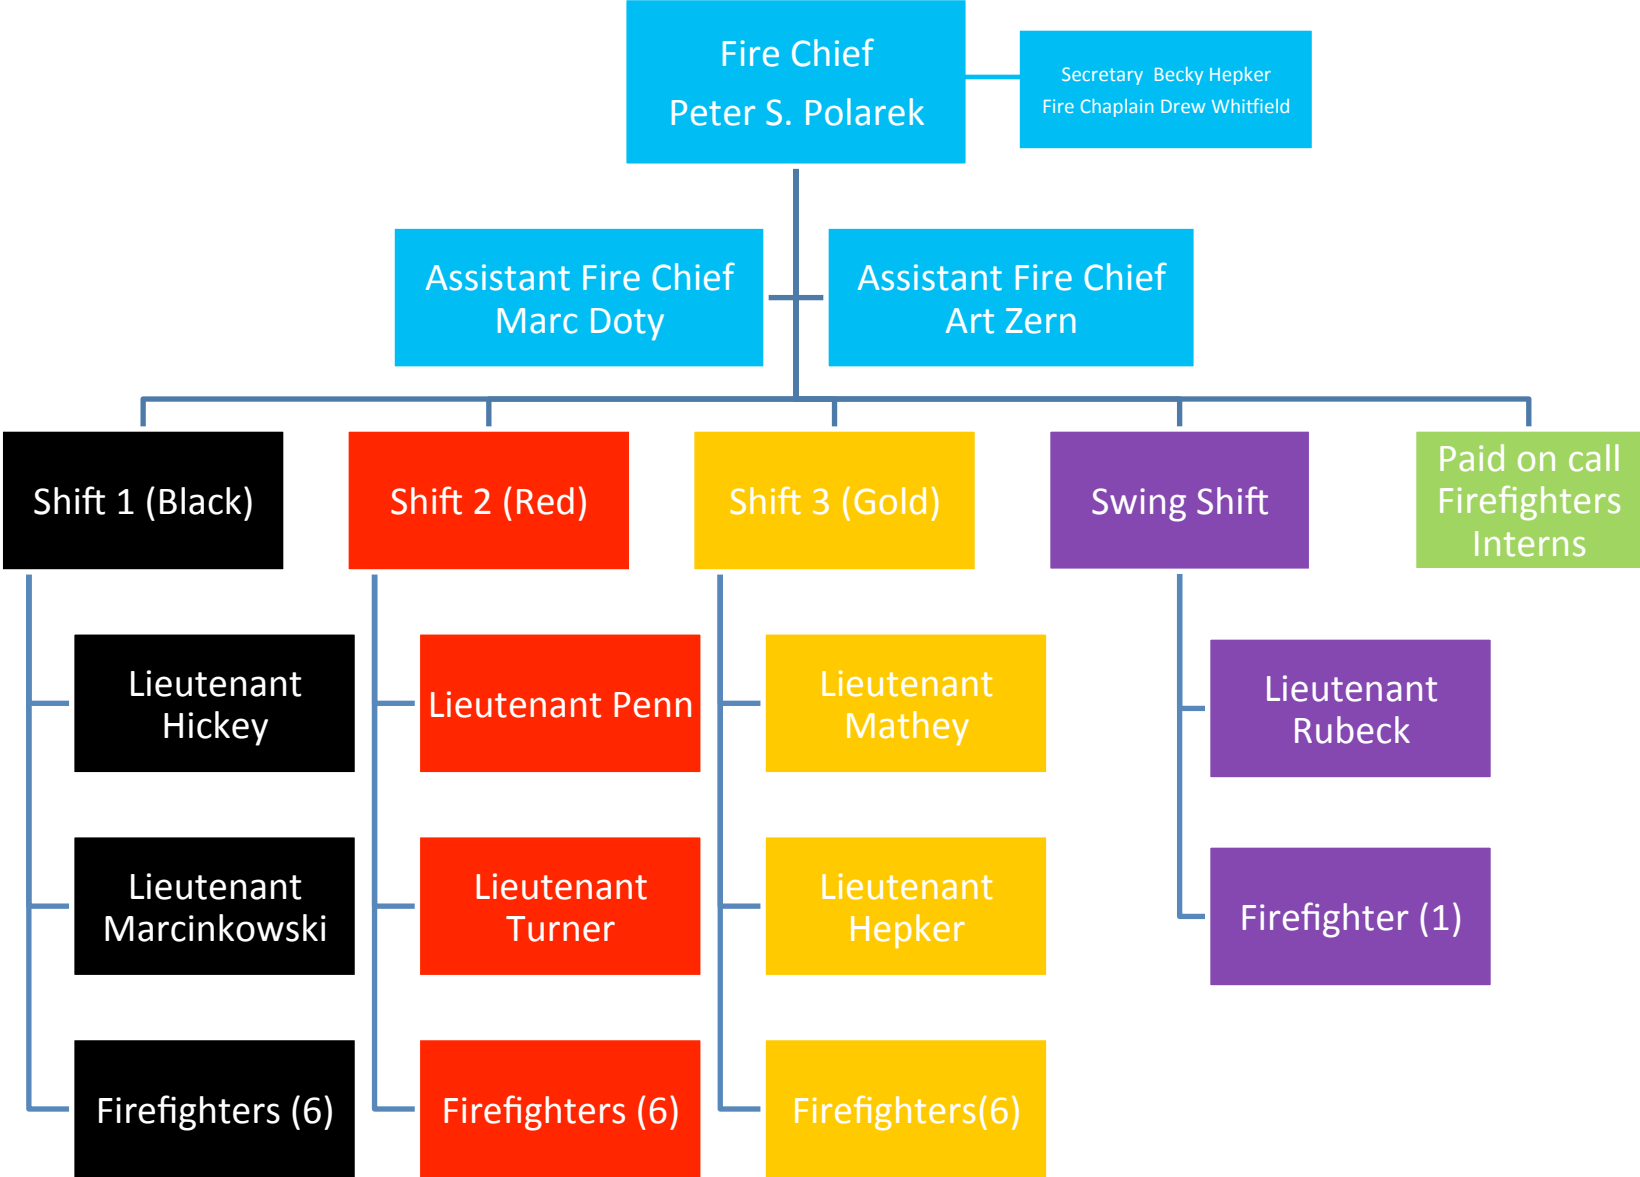 Fire Chief
Peter S. Polarek
Secretary  Becky Hepker
Fire Chaplain Drew Whitfield
Assistant Fire Chief
Marc Doty
Assistant Fire Chief
Art Zern
Shift 1 (Black)
Shift 2 (Red)
Shift 3 (Gold)
Swing Shift
Paid on call
Firefighters
Interns
Lieutenant
Hickey
Lieutenant Penn
Lieutenant
Mathey
Lieutenant
Rubeck
Lieutenant
Marcinkowski
Lieutenant
Turner
Lieutenant
Hepker
Firefighter (1)
Firefighters (6)
Firefighters (6)
Firefighters(6)